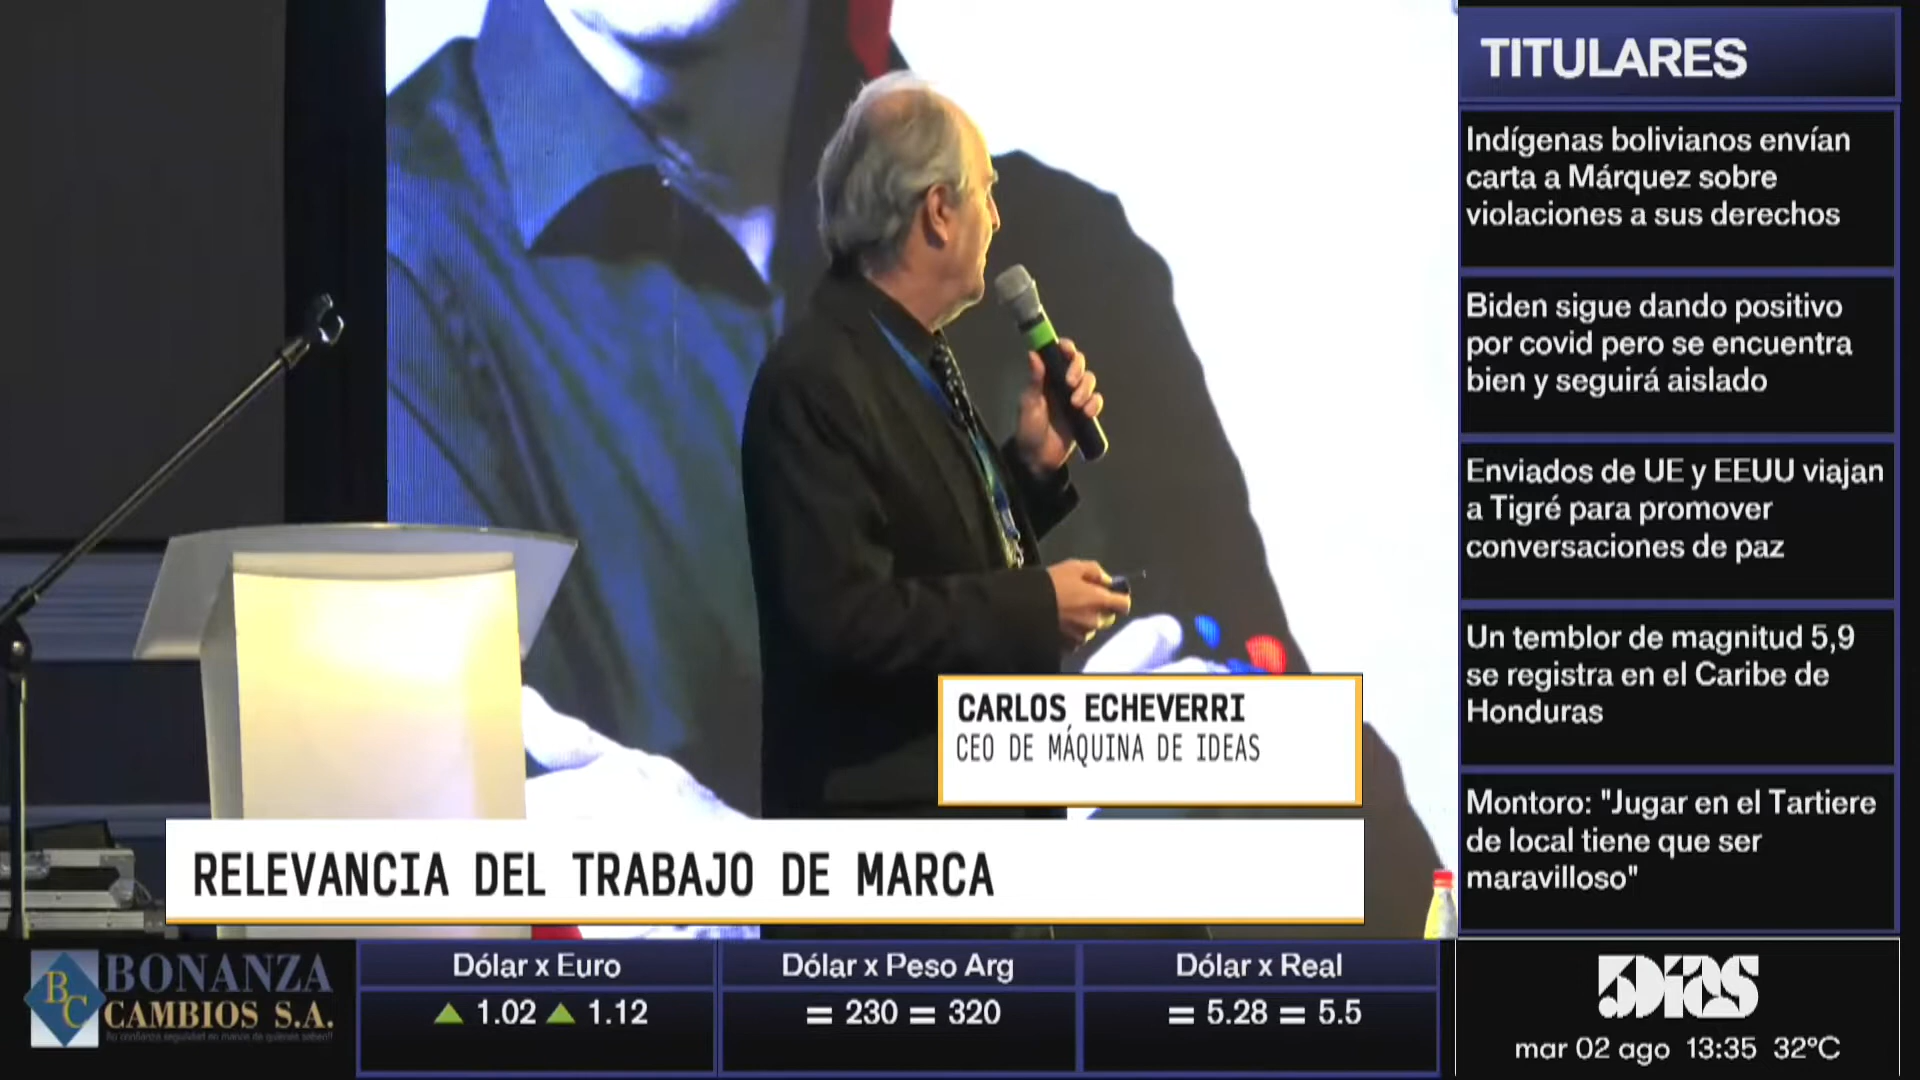 TITULARES
Indígenas bolivianos envían
carta a Márquez sobre
violaciones a sus derechos
Biden sigue dando positivo
por covid pero se encuentra
bien y seguirá aislado
Enviados de UE y EEUU viajan
a Tigré para promover
conversaciones de paz
Un temblor de magnitud 5,9
se registra en el Caribe de
Honduras
Montoro: "Jugar en el Tartiere
de local tiene que ser
maravilloso"
CARLOS ECHEVERRI
CEO DE MÁQUINA DE IDEAS
RELEVANCIA DEL TRABAJO DE MARCA
BC
BONANZA
CAMBIOS S.A.
Dólar x Euro
1.02 1.12
Dólar x Peso Arg
= 230 = 320
Dólar x Real
= 5.28 = 5.5
5DÍAS
mar 02 ago 13:35 32°C